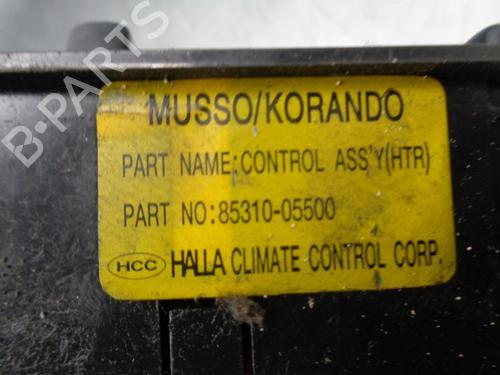 MUSSO/KORANDO
PART NAME:CONTROL ASS'Y(HTR)
PART NO:85310-05500
HCC HALLA CLIMATE CONTROL CORP.
B-PARTS